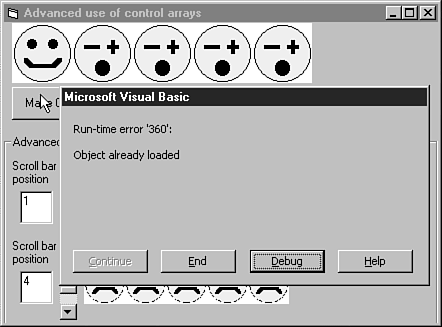 Advanced use of control arrays
Ma
Microsoft Visual Basic
Run-time error '360':
Object already loaded
Advanced
Scroll bar
position
1
Scroll bar
position
4
Continue
End
Debug
Help